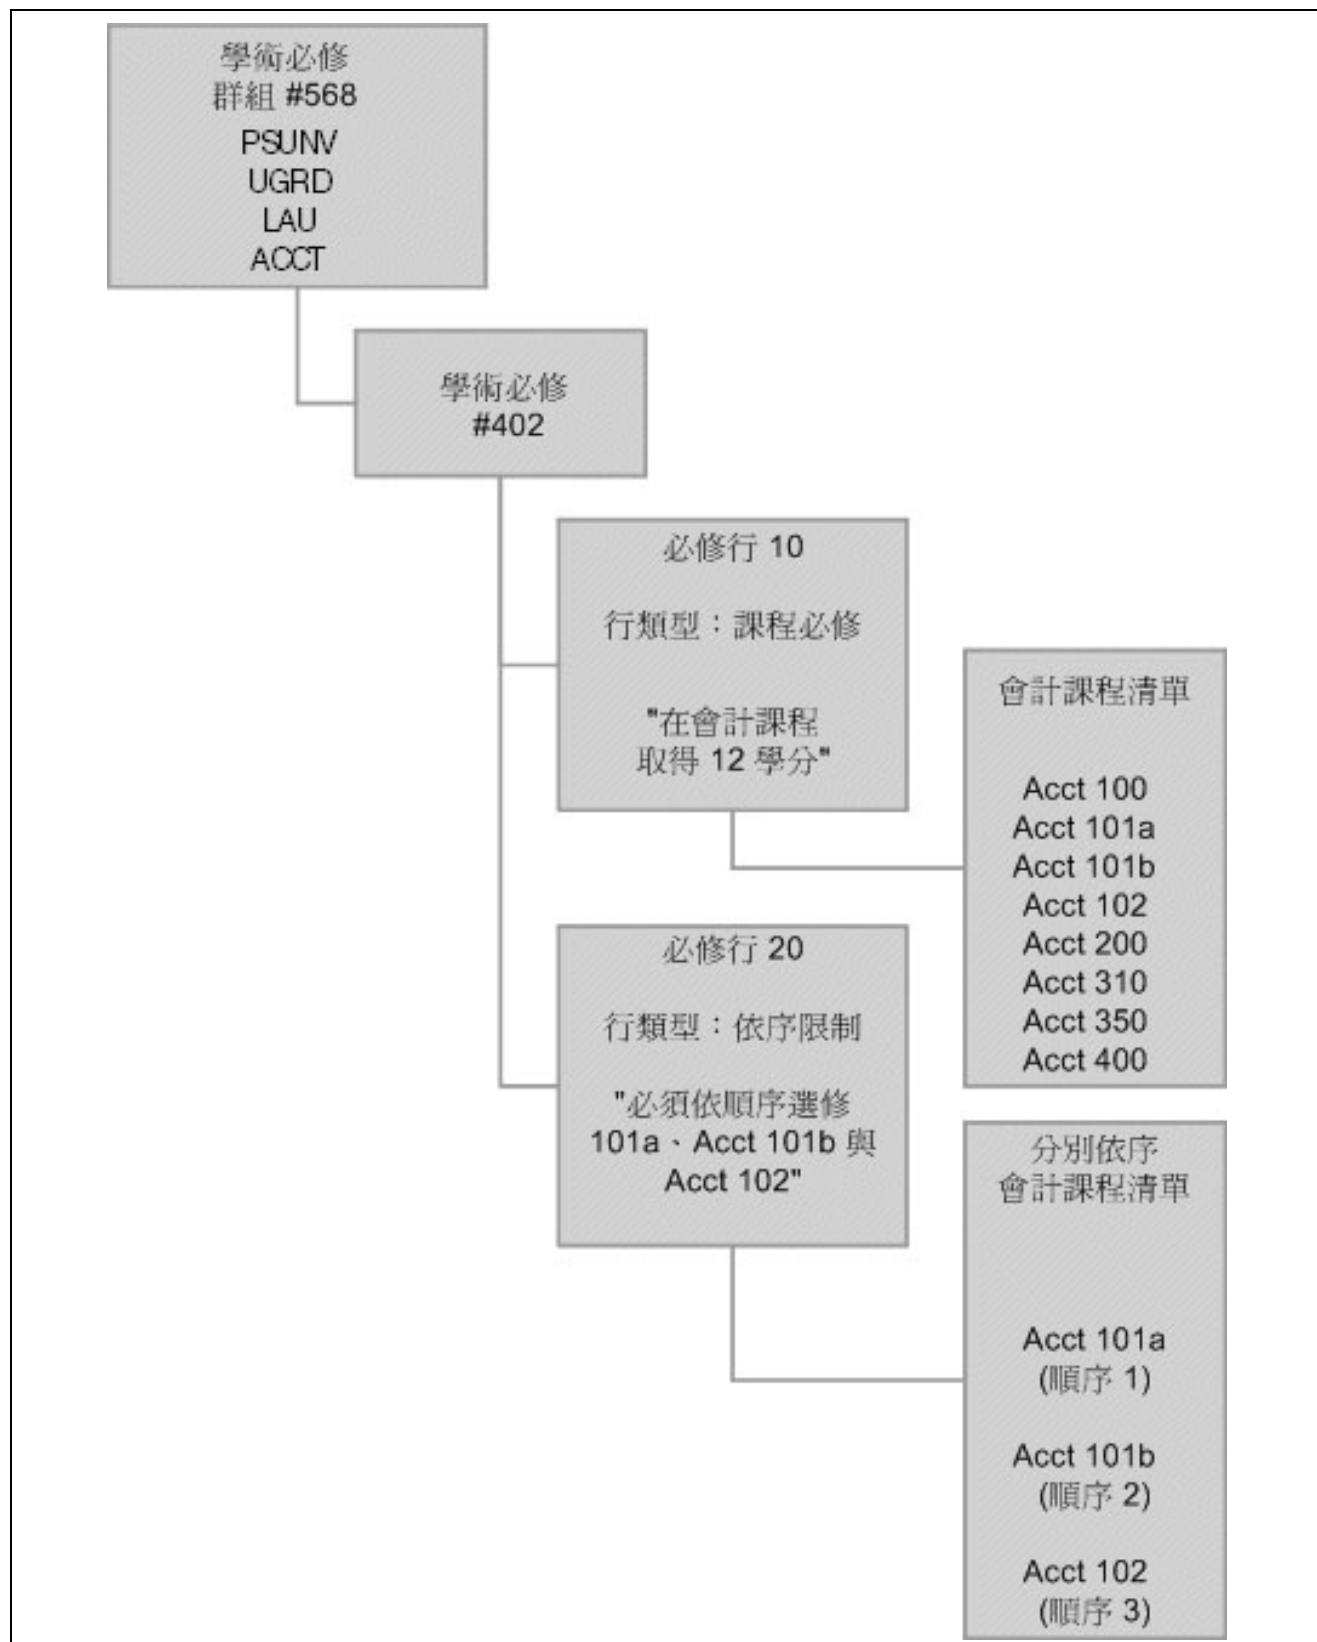 學術必修
群組 #568
PSUNV
UGRD
LAU
ACCT
學術必修
#402
必修行 10
行類型：課程必修
"在會計課程
取得 12 學分"
會計課程清單
Acct 100
Acct 101a
Acct 101b
Acct 102
Acct 200
Acct 310
Acct 350
Acct 400
必修行 20
行類型：依序限制
"必須依順序選修
101a、Acct 101b 與
Acct 102"
分別依序
會計課程清單
Acct 101a
(順序 1)
Acct 101b
(順序 2)
Acct 102
(順序 3)